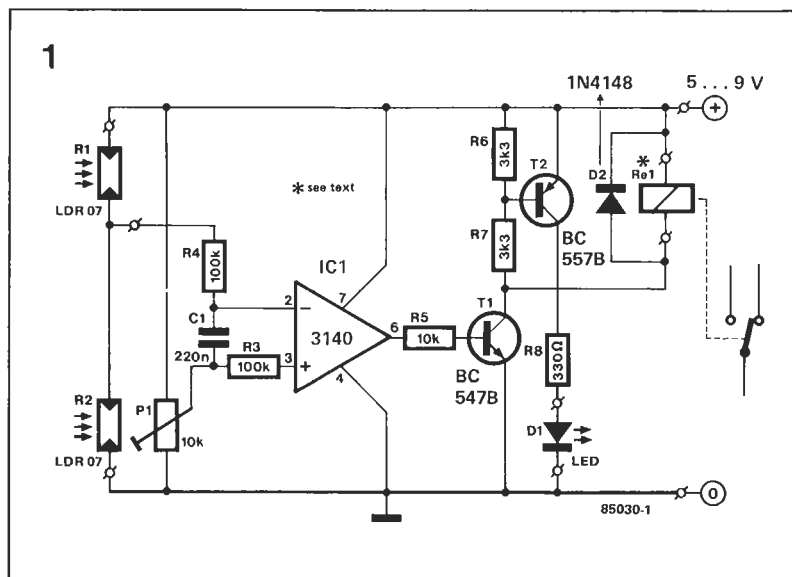 1
1N4148
5 . . . 9 V
+
R1
LDR 07
* see text
R6
3k3
T2
D2
*
Re1
R4
100k
R7
3k3
BC
557B
IC1
2
7
−
C1
220n
R3
100k
3
+
3140
4
6
R5
10k
T1
BC
547B
R8
330Ω
R2
LDR 07
P1
10k
D1
LED
85030-1
0